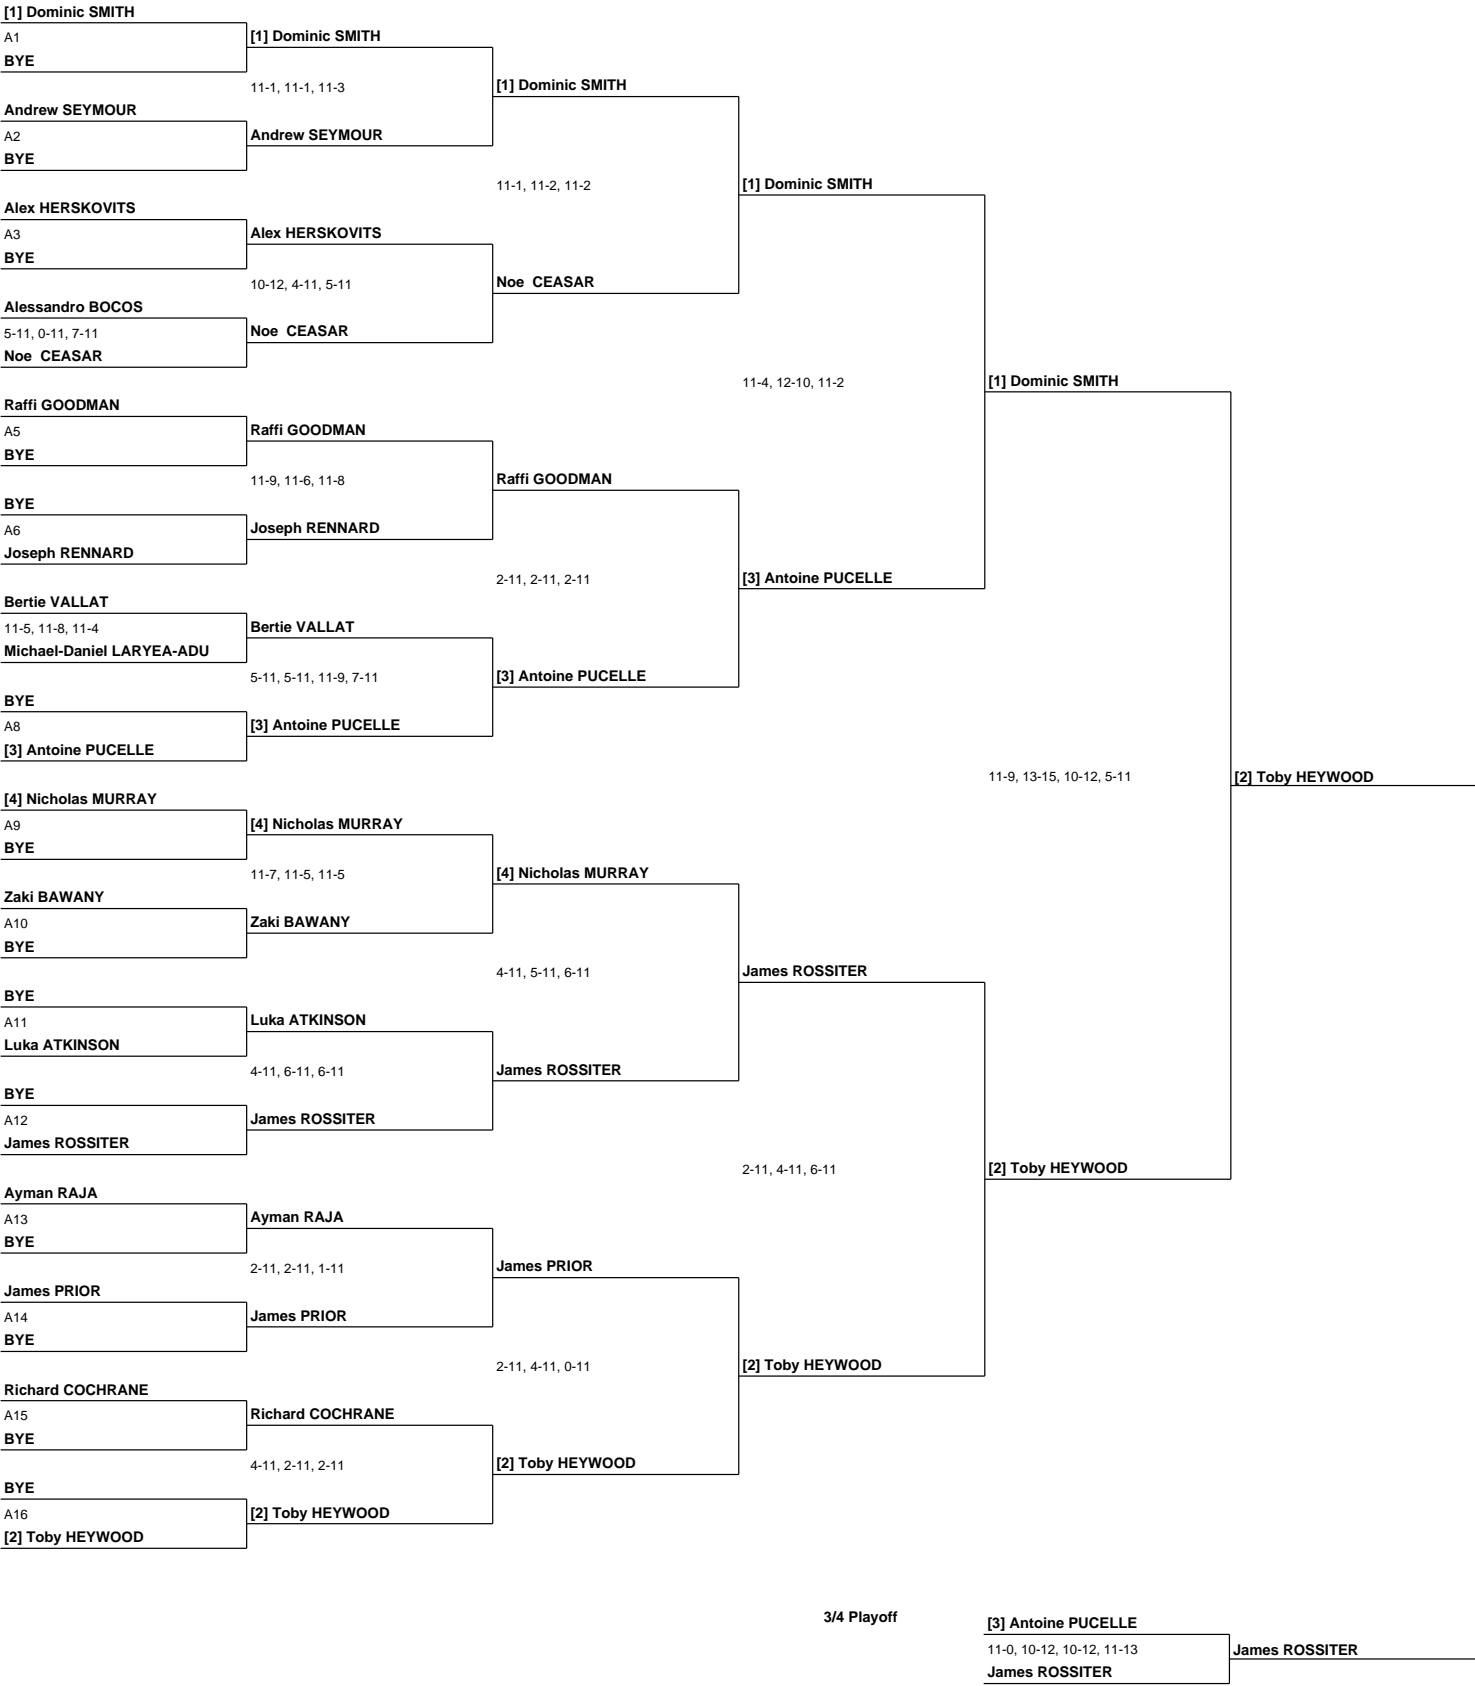 [1] Dominic SMITH
A1
BYE
Andrew SEYMOUR
A2
BYE
Alex HERSKOVITS
A3
BYE
Alessandro BOCOS
5-11, 0-11, 7-11
Noe  CEASAR
Raffi GOODMAN
A5
BYE
BYE
A6
Joseph RENNARD
Bertie VALLAT
11-5, 11-8, 11-4
Michael-Daniel LARYEA-ADU
BYE
A8
[3] Antoine PUCELLE
[4] Nicholas MURRAY
A9
BYE
Zaki BAWANY
A10
BYE
BYE
A11
Luka ATKINSON
BYE
A12
James ROSSITER
Ayman RAJA
A13
BYE
James PRIOR
A14
BYE
Richard COCHRANE
A15
BYE
BYE
A16
[2] Toby HEYWOOD
[1] Dominic SMITH
11-1, 11-1, 11-3
Andrew SEYMOUR
Alex HERSKOVITS
10-12, 4-11, 5-11
Noe  CEASAR
Raffi GOODMAN
11-9, 11-6, 11-8
Joseph RENNARD
Bertie VALLAT
5-11, 5-11, 11-9, 7-11
[3] Antoine PUCELLE
[4] Nicholas MURRAY
11-7, 11-5, 11-5
Zaki BAWANY
Luka ATKINSON
4-11, 6-11, 6-11
James ROSSITER
Ayman RAJA
2-11, 2-11, 1-11
James PRIOR
Richard COCHRANE
4-11, 2-11, 2-11
[2] Toby HEYWOOD
[1] Dominic SMITH
11-1, 11-2, 11-2
Noe  CEASAR
Raffi GOODMAN
2-11, 2-11, 2-11
[3] Antoine PUCELLE
[4] Nicholas MURRAY
4-11, 5-11, 6-11
James ROSSITER
James PRIOR
2-11, 4-11, 0-11
[2] Toby HEYWOOD
[1] Dominic SMITH
11-4, 12-10, 11-2
[3] Antoine PUCELLE
James ROSSITER
2-11, 4-11, 6-11
[2] Toby HEYWOOD
[1] Dominic SMITH
11-9, 13-15, 10-12, 5-11
[2] Toby HEYWOOD
[2] Toby HEYWOOD
3/4 Playoff
[3] Antoine PUCELLE
11-0, 10-12, 10-12, 11-13
James ROSSITER
James ROSSITER